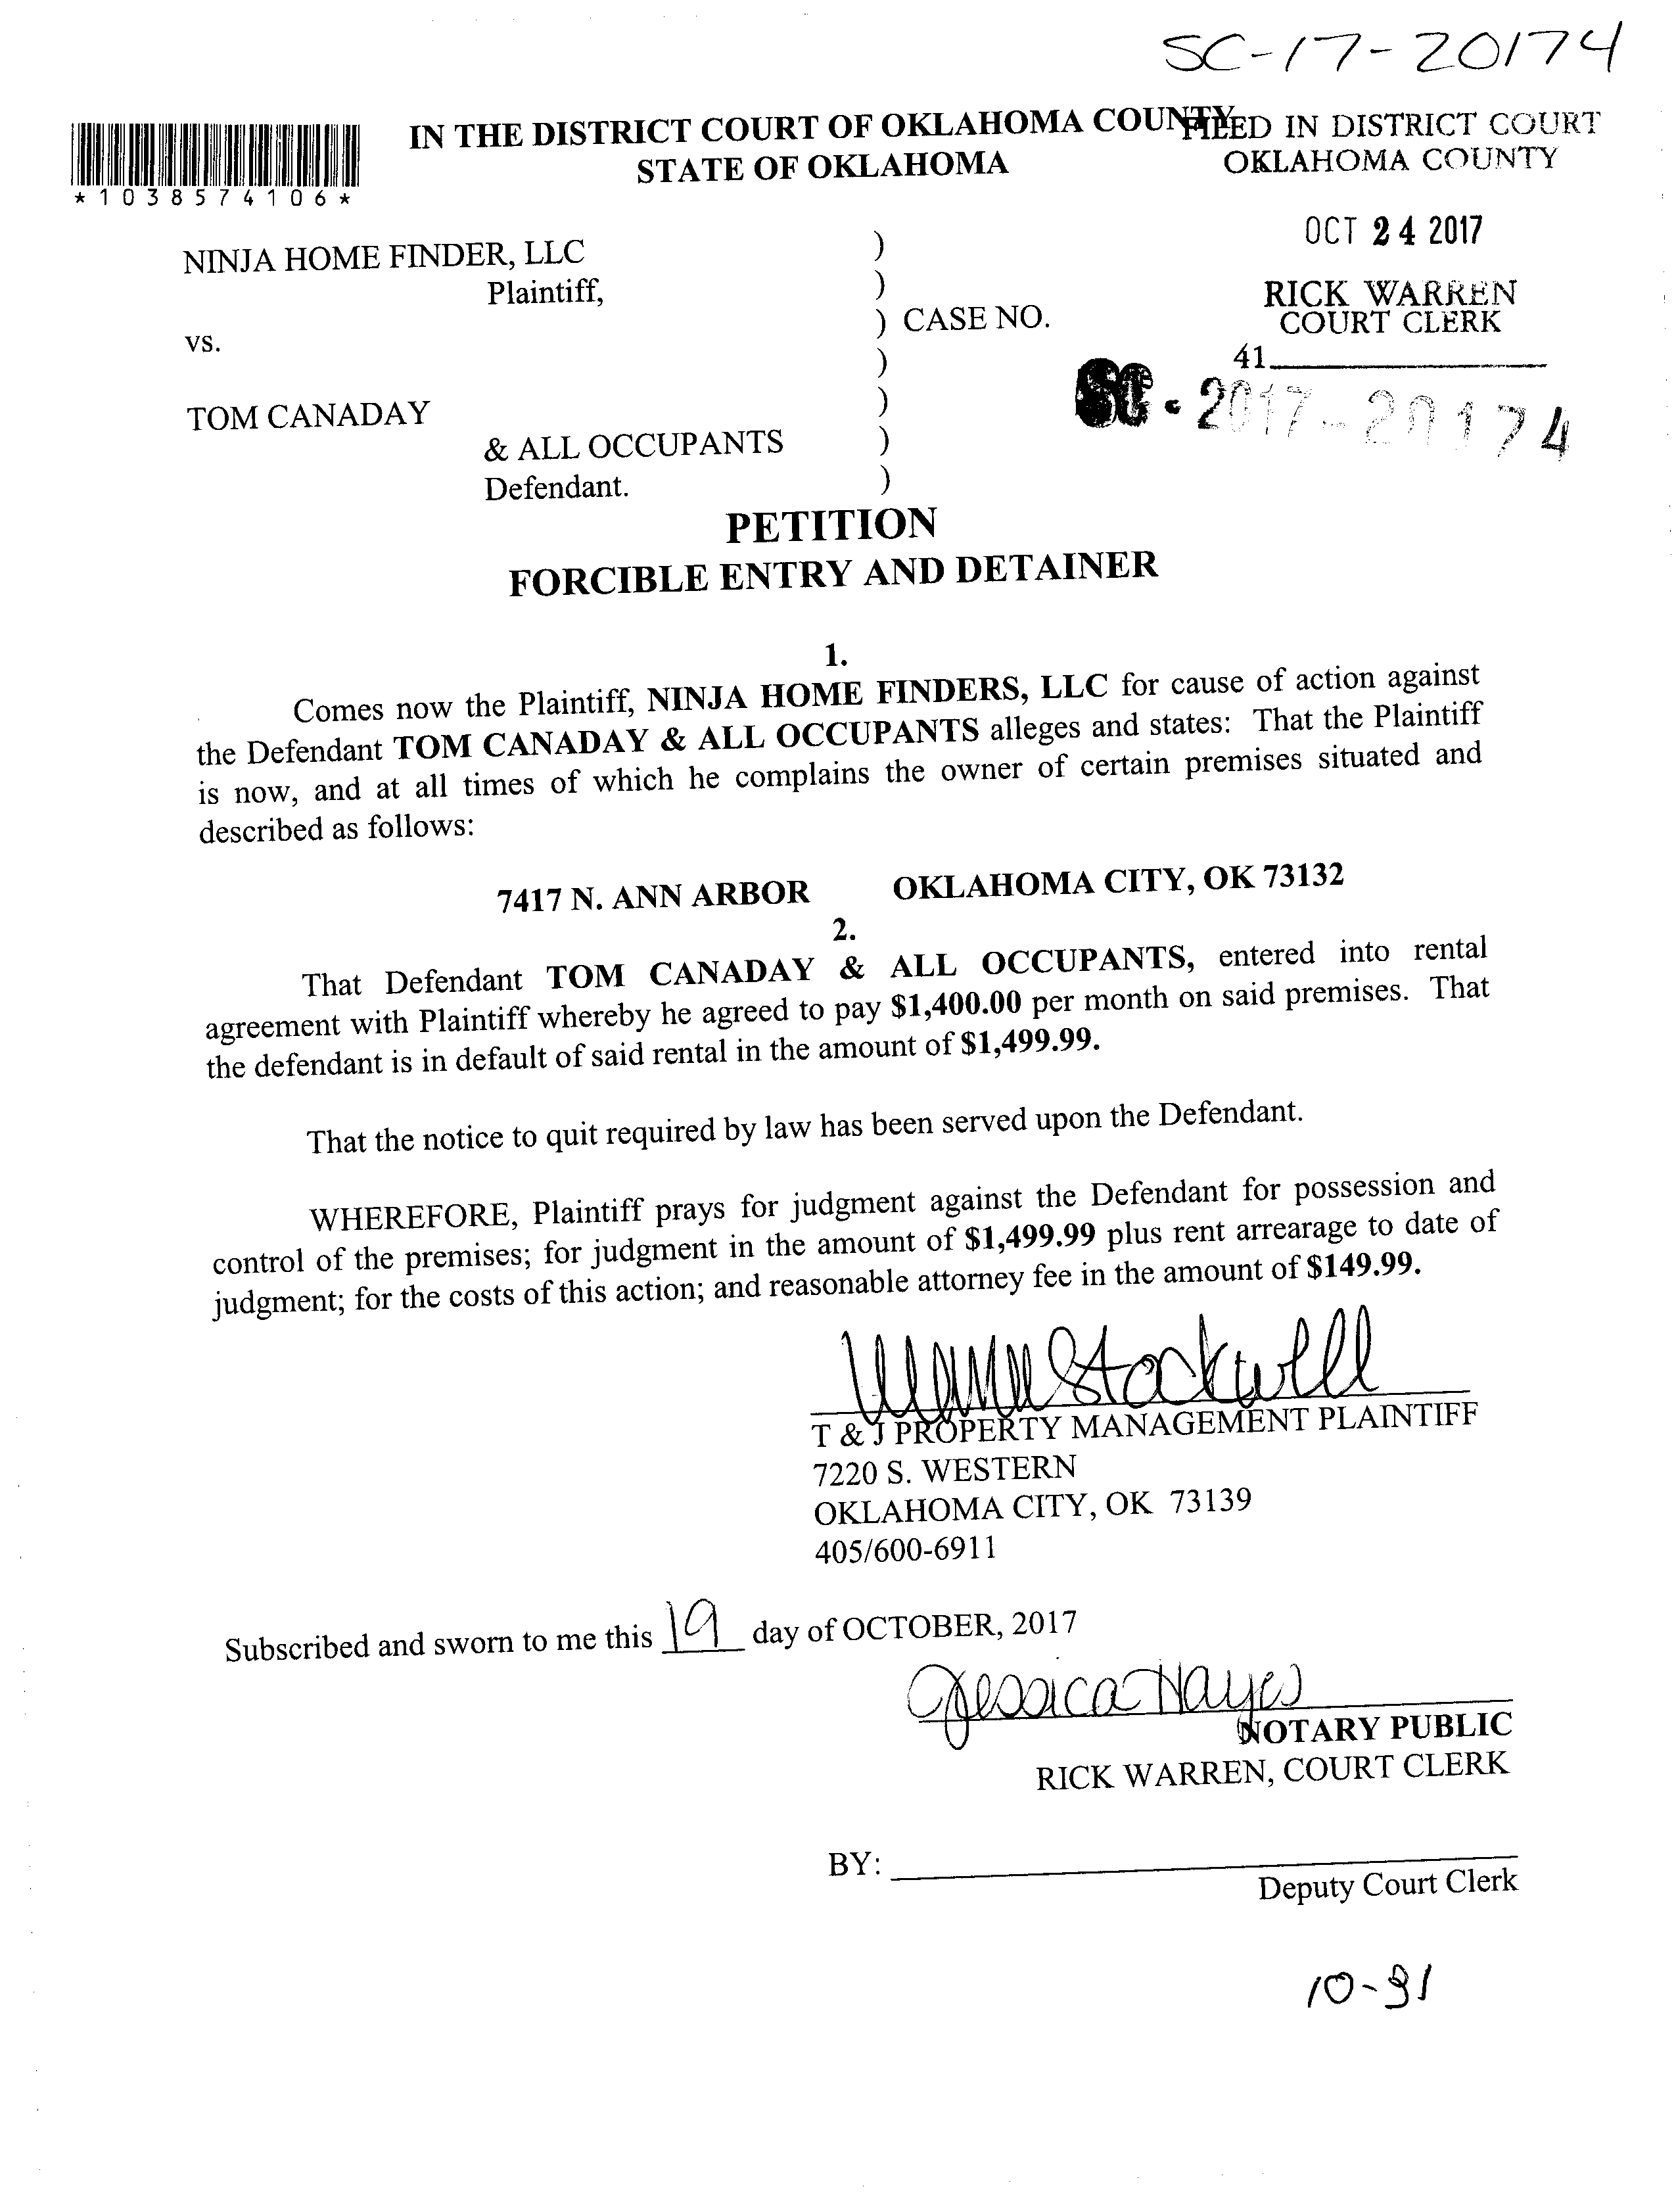 SC-17-20174
IN THE DISTRICT COURT OF OKLAHOMA COUNTY
STATE OF OKLAHOMA
FILED IN DISTRICT COURT
OKLAHOMA COUNTY
*1038574106*
OCT 24 2017
RICK WARREN
COURT CLERK
41
NINJA HOME FINDER, LLC )
Plaintiff, )
) CASE NO.
vs.
)
SC-2017-20174
TOM CANADAY )
& ALL OCCUPANTS )
Defendant. )
PETITION
FORCIBLE ENTRY AND DETAINER
1.
Comes now the Plaintiff, NINJA HOME FINDERS, LLC for cause of action against
the Defendant TOM CANADAY & ALL OCCUPANTS alleges and states: That the Plaintiff
is now, and at all times of which he complains the owner of certain premises situated and
described as follows:
7417 N. ANN ARBOR OKLAHOMA CITY, OK 73132
2.
That Defendant TOM CANADAY & ALL OCCUPANTS, entered into rental
agreement with Plaintiff whereby he agreed to pay $1,400.00 per month on said premises. That
the defendant is in default of said rental in the amount of $1,499.99.
That the notice to quit required by law has been served upon the Defendant.
WHEREFORE, Plaintiff prays for judgment against the Defendant for possession and
control of the premises; for judgment in the amount of $1,499.99 plus rent arrearage to date of
judgment; for the costs of this action; and reasonable attorney fee in the amount of $149.99.
Stockwell
T & J PROPERTY MANAGEMENT PLAINTIFF
7220 S. WESTERN
OKLAHOMA CITY, OK 73139
405/600-6911
Subscribed and sworn to me this 19 day of OCTOBER, 2017
Jessica Hayes
NOTARY PUBLIC
RICK WARREN, COURT CLERK
BY:
Deputy Court Clerk
10-31